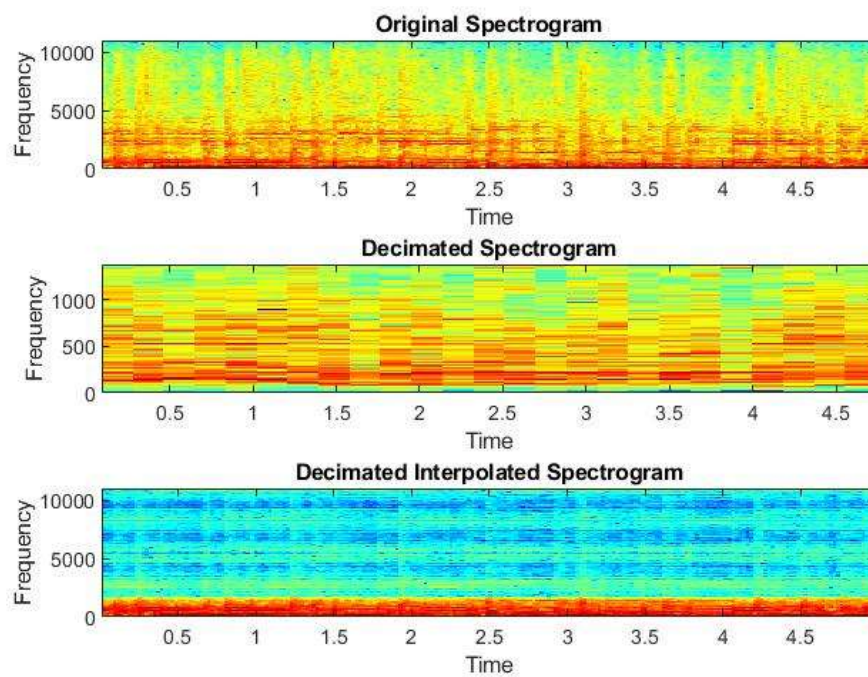 Original Spectrogram
10000
5000
0
Frequency
0.5 1 1.5 2 2.5 3 3.5 4 4.5
Time
Decimated Spectrogram
1000
500
0
Frequency
0.5 1 1.5 2 2.5 3 3.5 4 4.5
Time
Decimated Interpolated Spectrogram
10000
5000
0
Frequency
0.5 1 1.5 2 2.5 3 3.5 4 4.5
Time